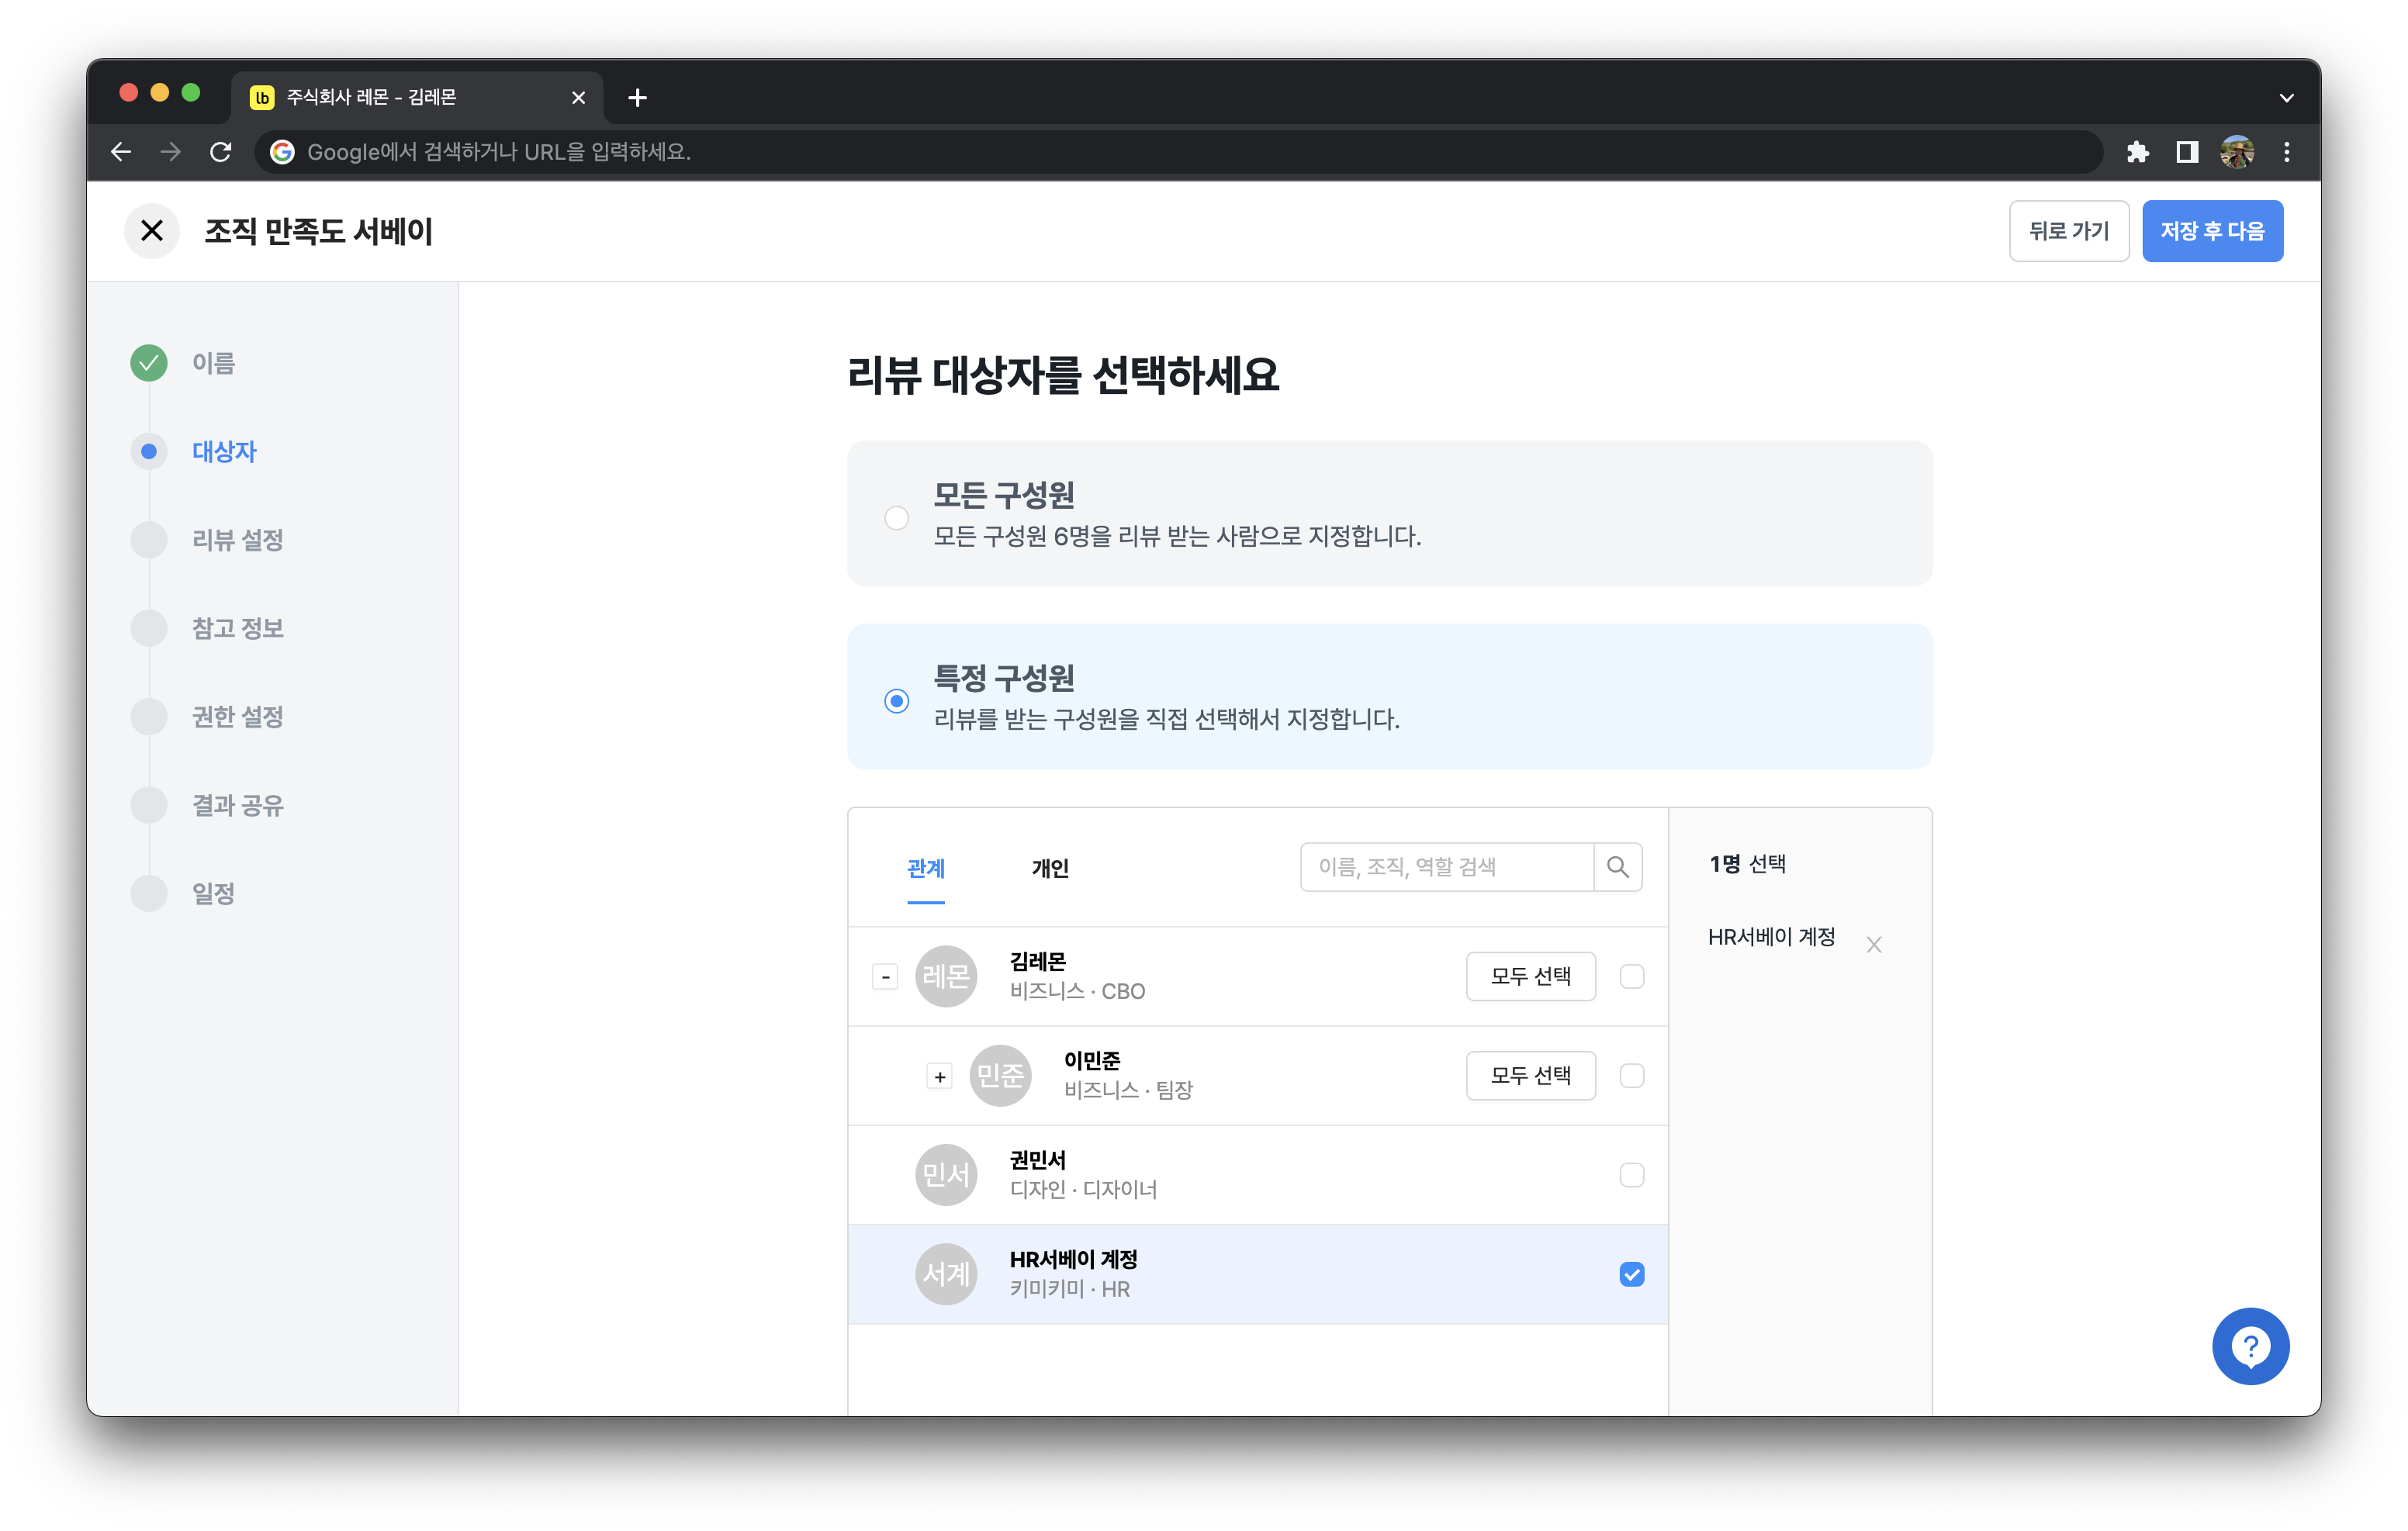 lb 주식회사 레몬 - 김레몬
Google에서 검색하거나 URL을 입력하세요.
조직 만족도 서베이
뒤로 가기
저장 후 다음
이름
대상자
리뷰 설정
참고 정보
권한 설정
결과 공유
일정
리뷰 대상자를 선택하세요
모든 구성원
모든 구성원 6명을 리뷰 받는 사람으로 지정합니다.
특정 구성원
리뷰를 받는 구성원을 직접 선택해서 지정합니다.
관계
개인
이름, 조직, 역할 검색
1명 선택
HR서베이 계정
- 레몬
김레몬
비즈니스 · CBO
모두 선택
+ 민준
이민준
비즈니스 · 팀장
모두 선택
민서
권민서
디자인 · 디자이너
서계
HR서베이 계정
키미키미 · HR
?